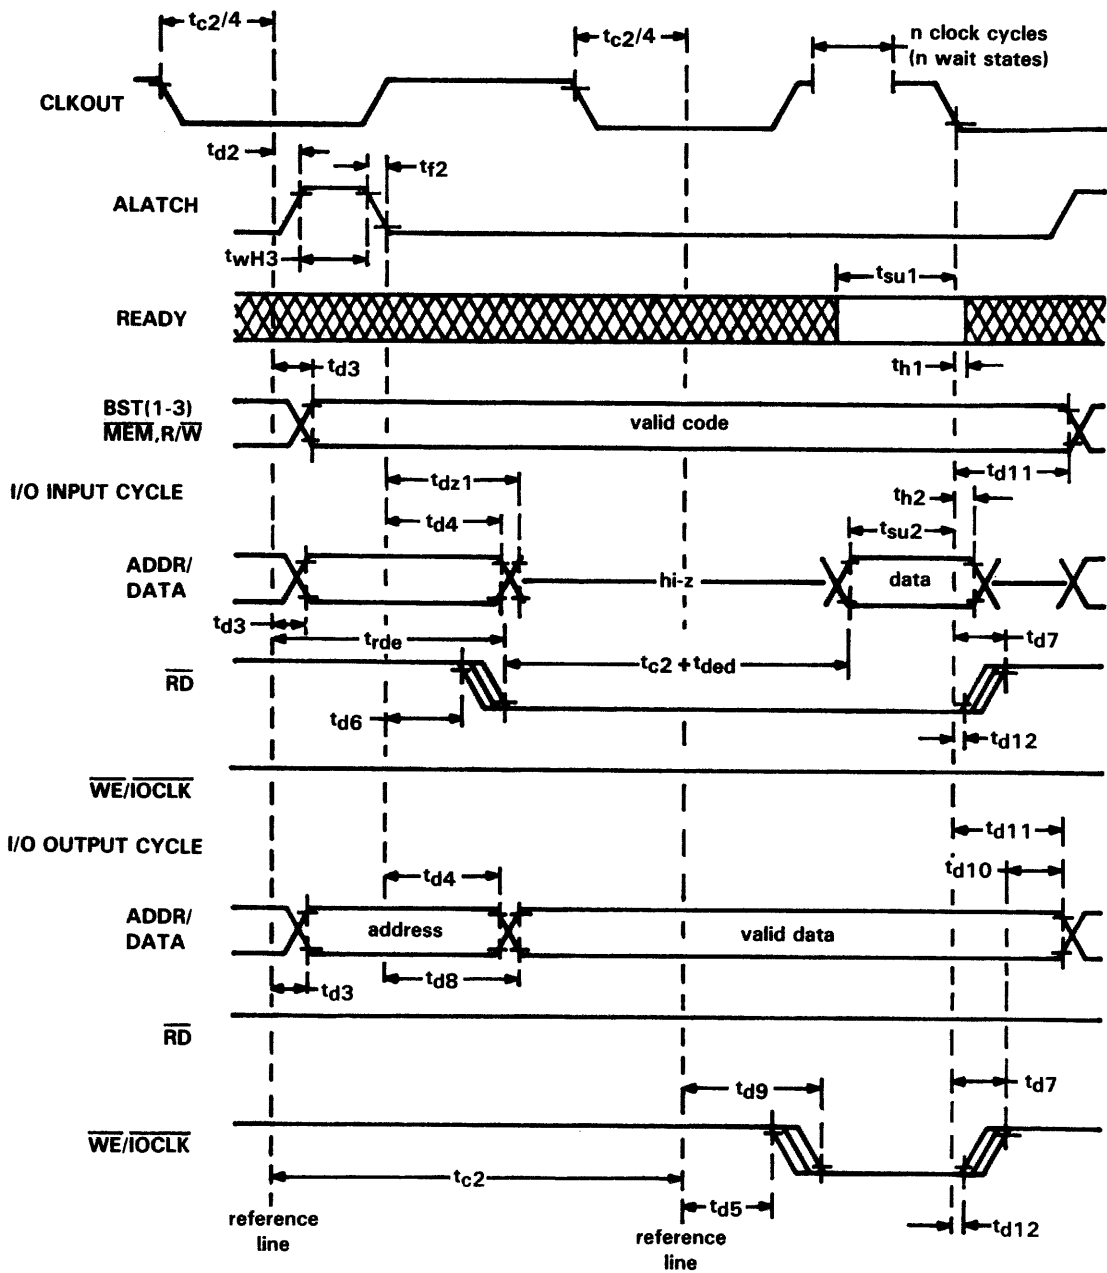 tc2/4
tc2/4
n clock cycles
(n wait states)
CLKOUT
td2
tf2
ALATCH
twH3
tsu1
READY
td3
th1
BST(1-3)
MEM,R/W
valid code
td11
I/O INPUT CYCLE
tdz1
th2
td4
tsu2
ADDR/
DATA
hi-z
data
td3
trde
td7
RD
tc2 + tded
td6
td12
WE/IOCLK
td11
I/O OUTPUT CYCLE
td4
td10
ADDR/
DATA
address
valid data
td3
td8
RD
td9
td7
WE/IOCLK
tc2
td5
td12
reference
line
reference
line